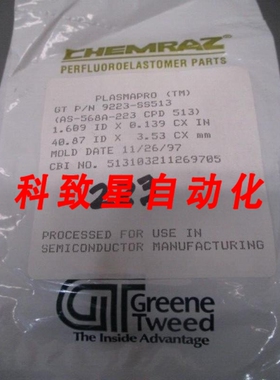 CHEMRAZ
PERFLUOROELASTOMER PARTS
PLASMAPRO (TM)
GT P/N 9223-SS513
(AS-568A-223 CPD 513)
1.609 ID X 0.139 CX IN
40.87 ID X 3.53 CX mm
MOLD DATE 11/26/97
CBI NO. 513103211269705
科致星自动化
223
PROCESSED FOR USE IN
SEMICONDUCTOR MANUFACTURING
GT
Greene
Tweed
The Inside Advantage